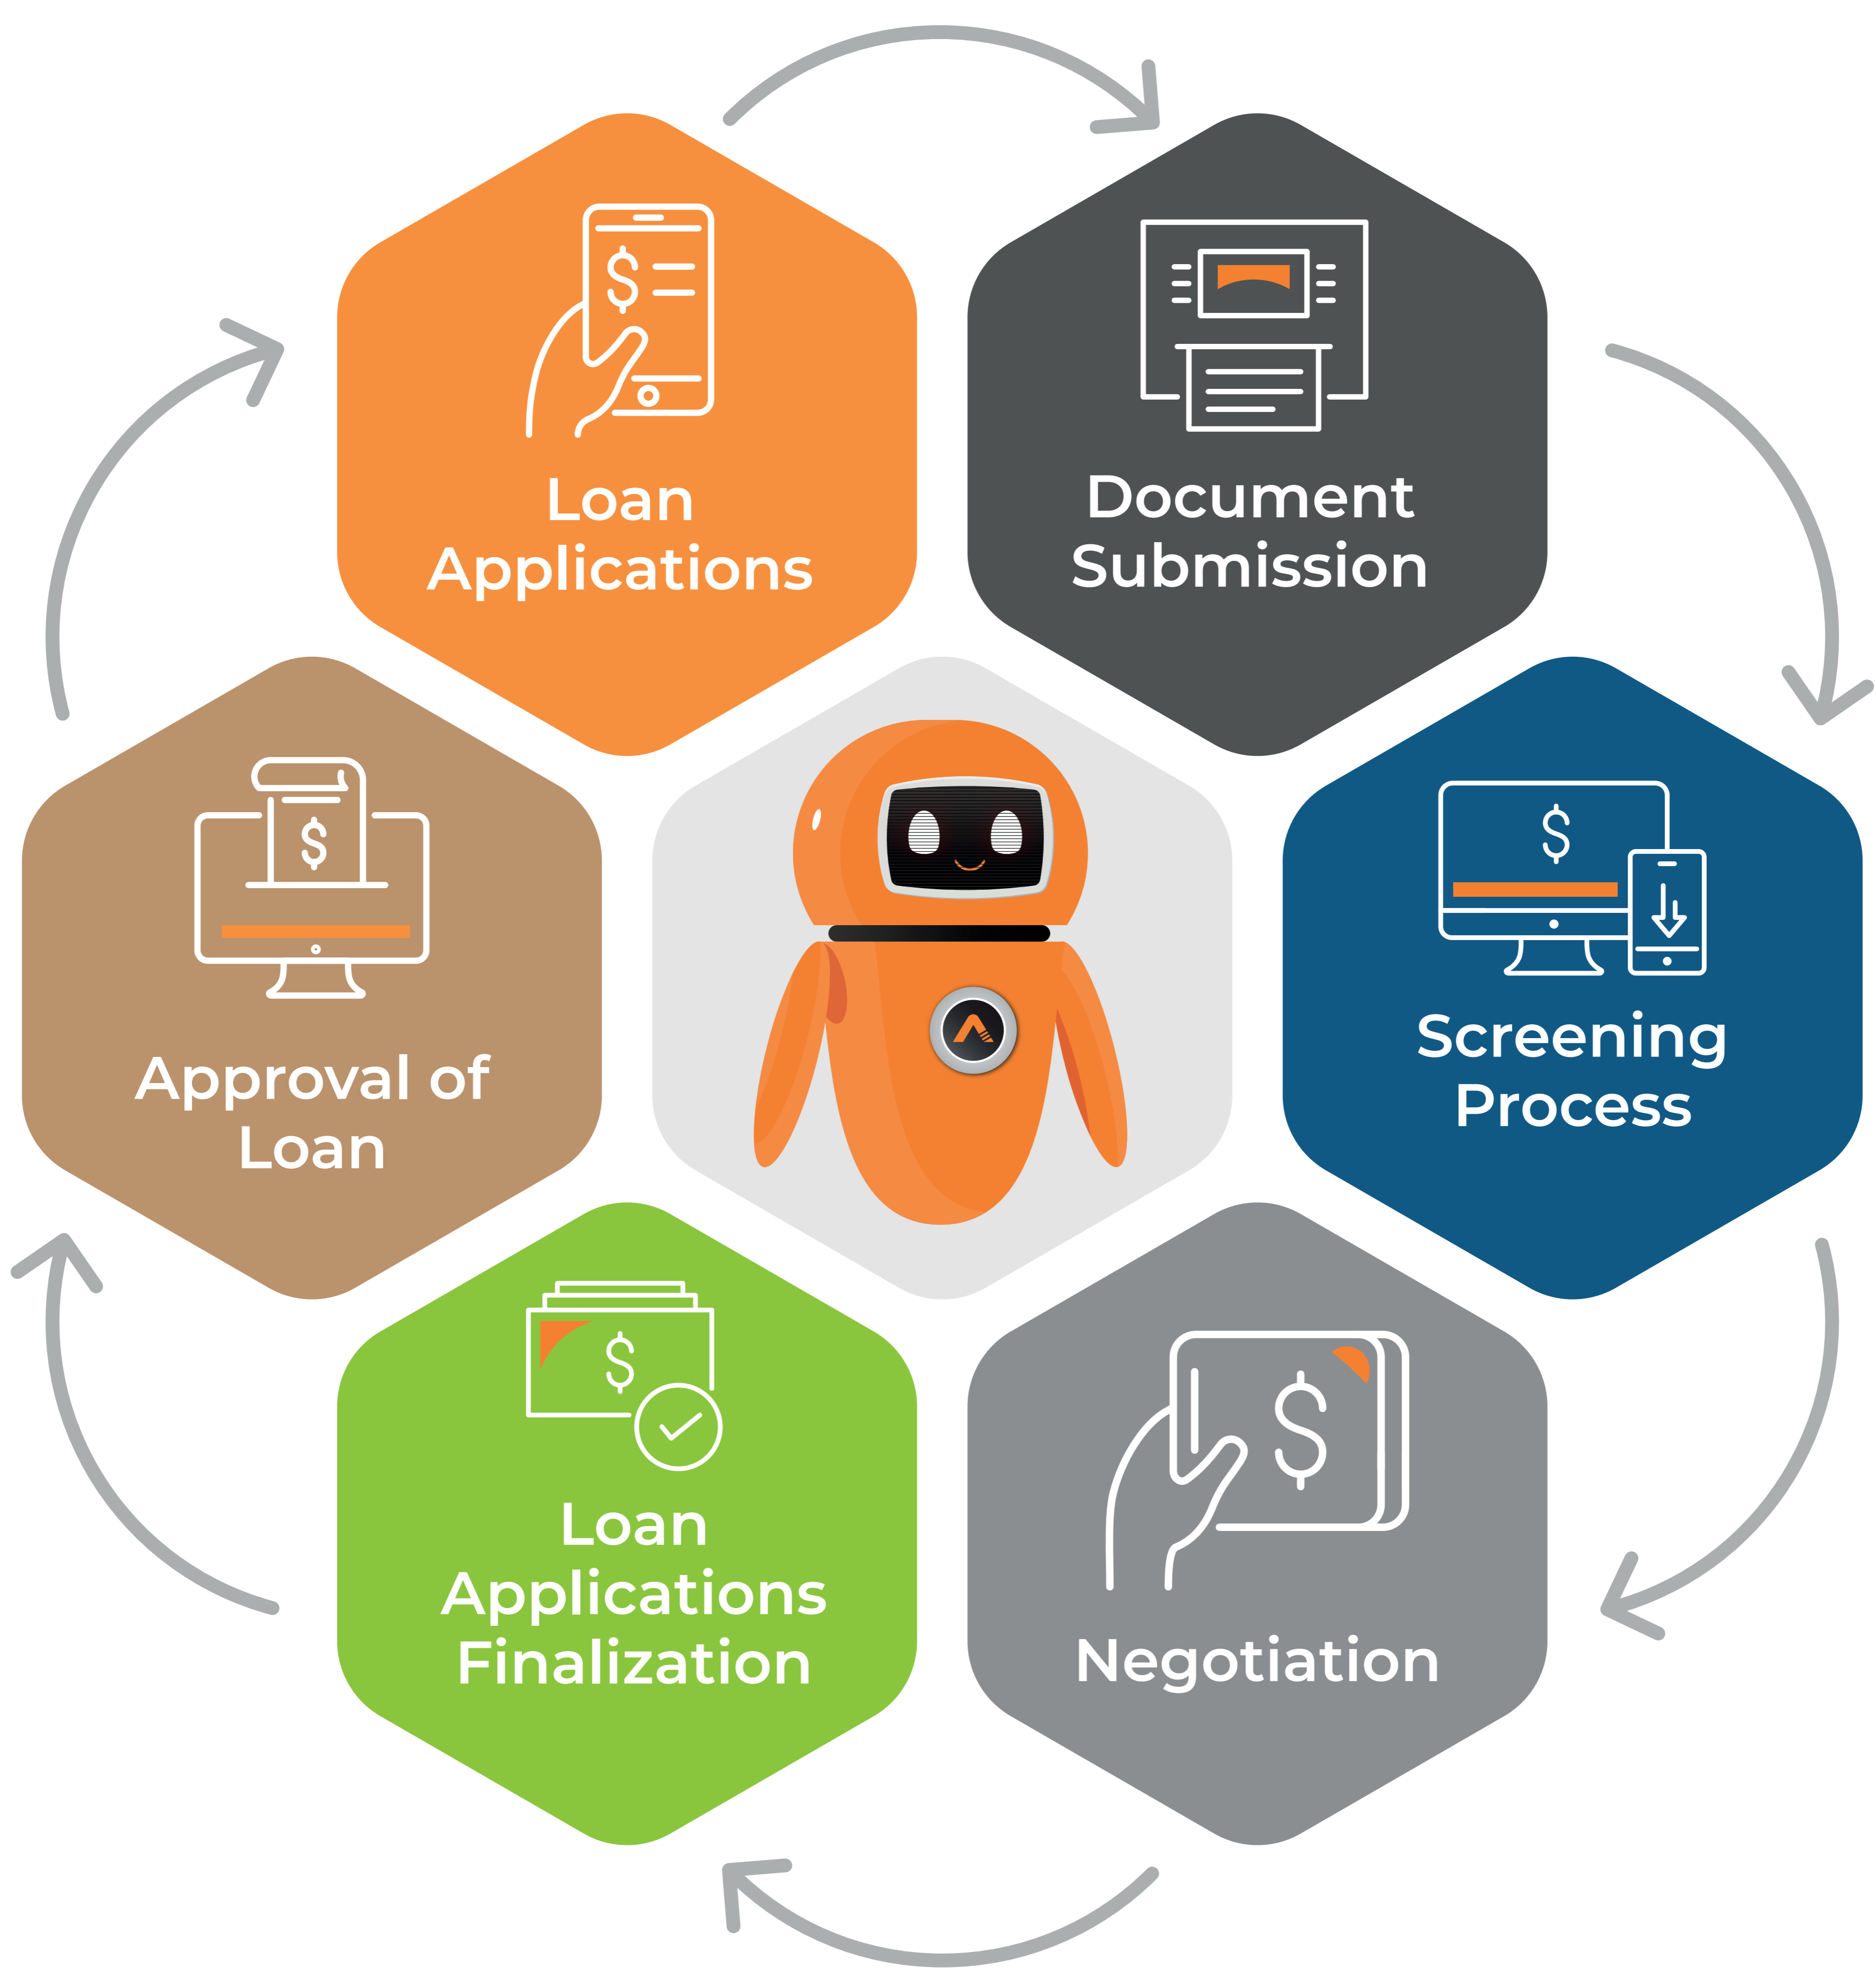 Loan
Applications
Document
Submission
Screening
Process
Negotiation
Loan
Applications
Finalization
Approval of
Loan